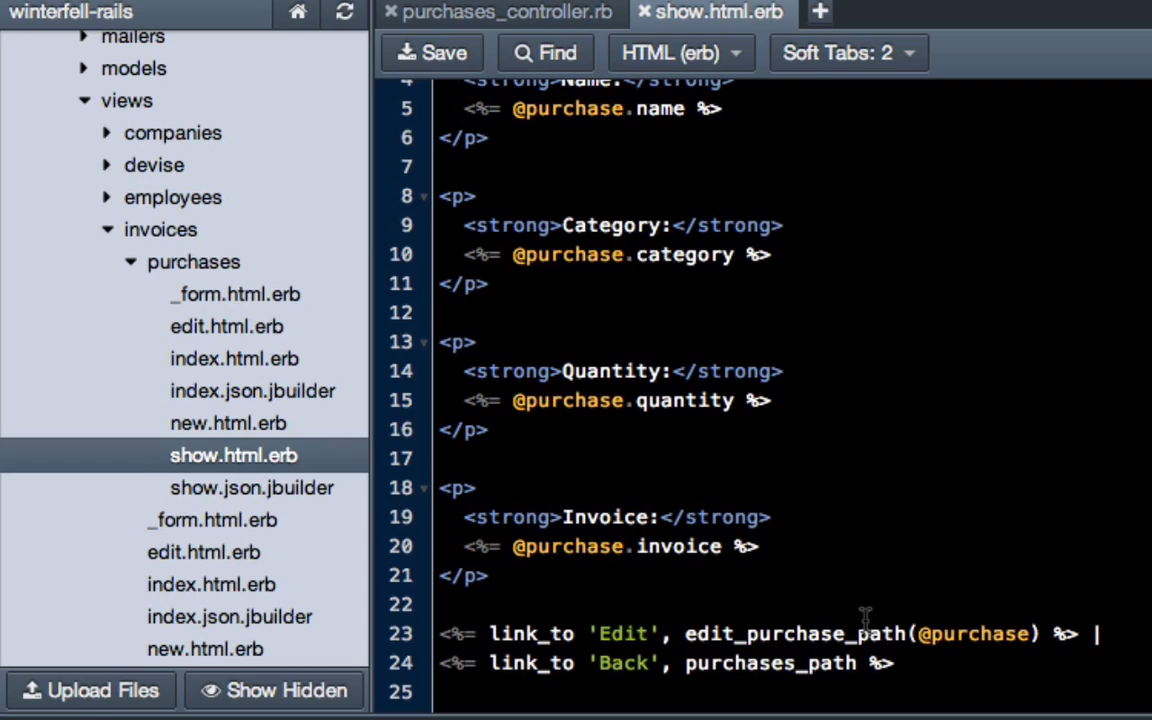 winterfell-rails
mailers
models
views
companies
devise
employees
invoices
purchases
_form.html.erb
edit.html.erb
index.html.erb
index.json.jbuilder
new.html.erb
show.html.erb
show.json.jbuilder
_form.html.erb
edit.html.erb
index.html.erb
index.json.jbuilder
new.html.erb
Upload Files
Show Hidden
purchases_controller.rb
show.html.erb
Save
Find
HTML (erb)
Soft Tabs: 2
4 <strong>Name:</strong>
5 <%= @purchase.name %>
6 </p>
7
8 <p>
9 <strong>Category:</strong>
10 <%= @purchase.category %>
11 </p>
12
13 <p>
14 <strong>Quantity:</strong>
15 <%= @purchase.quantity %>
16 </p>
17
18 <p>
19 <strong>Invoice:</strong>
20 <%= @purchase.invoice %>
21 </p>
22
23 <%= link_to 'Edit', edit_purchase_path(@purchase) %> |
24 <%= link_to 'Back', purchases_path %>
25